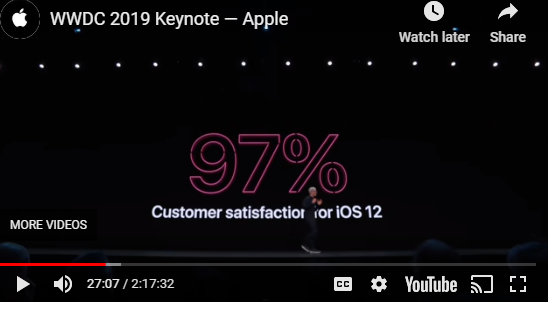 WWDC 2019 Keynote — Apple
Watch later
Share
97%
Customer satisfaction for iOS 12
MORE VIDEOS
27:07 / 2:17:32
CC
YouTube